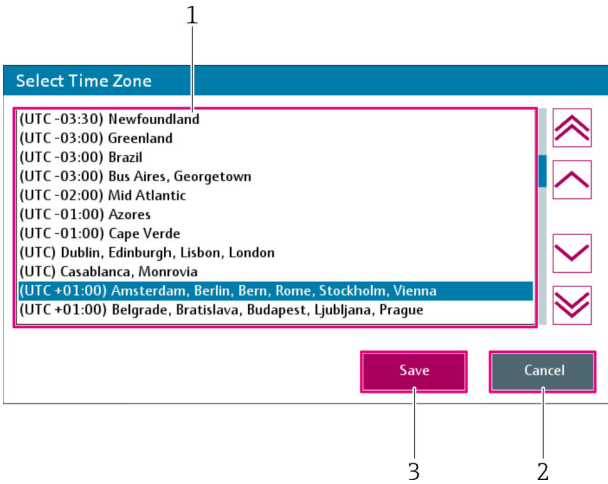 1
Select Time Zone
(UTC -03:30) Newfoundland
(UTC -03:00) Greenland
(UTC -03:00) Brazil
(UTC -03:00) Bus Aires, Georgetown
(UTC -02:00) Mid Atlantic
(UTC -01:00) Azores
(UTC -01:00) Cape Verde
(UTC) Dublin, Edinburgh, Lisbon, London
(UTC) Casablanca, Monrovia
(UTC +01:00) Amsterdam, Berlin, Bern, Rome, Stockholm, Vienna
(UTC +01:00) Belgrade, Bratislava, Budapest, Ljubljana, Prague
Save Cancel
3 2